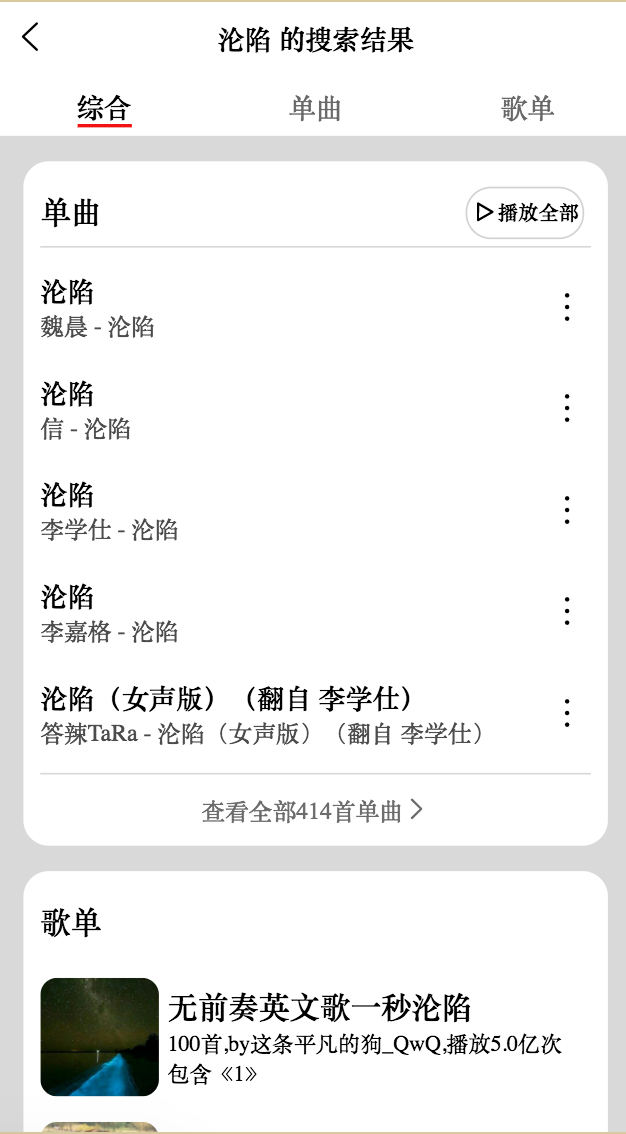 沦陷 的搜索结果
综合 单曲 歌单
单曲
播放全部
沦陷
魏晨 - 沦陷
沦陷
信 - 沦陷
沦陷
李学仕 - 沦陷
沦陷
李嘉格 - 沦陷
沦陷（女声版）（翻自 李学仕）
答辣TaRa - 沦陷（女声版）（翻自 李学仕）
查看全部414首单曲
歌单
无前奏英文歌一秒沦陷
100首,by这条平凡的狗_QwQ,播放5.0亿次
包含《1》